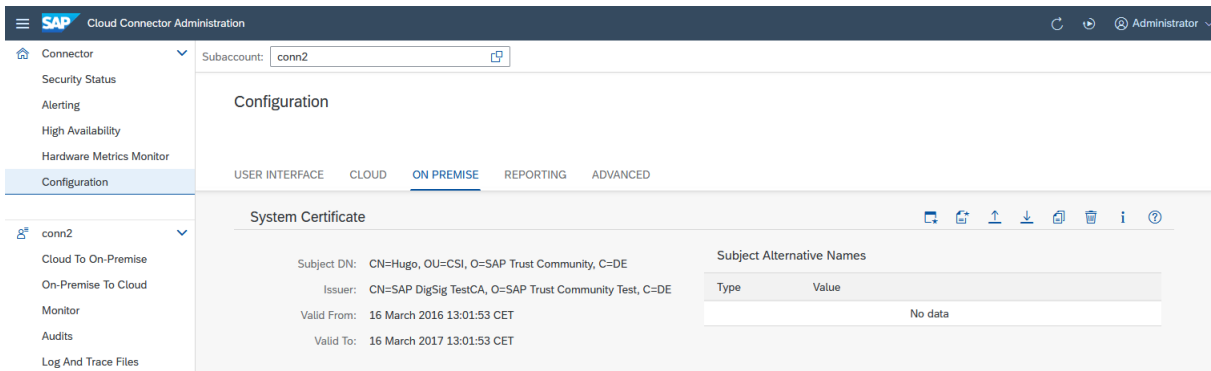 SAP Cloud Connector Administration
Administrator
Connector
Security Status
Alerting
High Availability
Hardware Metrics Monitor
Configuration
conn2
Cloud To On-Premise
On-Premise To Cloud
Monitor
Audits
Log And Trace Files
Subaccount: conn2
Configuration
USER INTERFACE CLOUD ON PREMISE REPORTING ADVANCED
System Certificate
Subject DN: CN=Hugo, OU=CSI, O=SAP Trust Community, C=DE
Issuer: CN=SAP DigSig TestCA, O=SAP Trust Community Test, C=DE
Valid From: 16 March 2016 13:01:53 CET
Valid To: 16 March 2017 13:01:53 CET
Subject Alternative Names
Type Value
No data